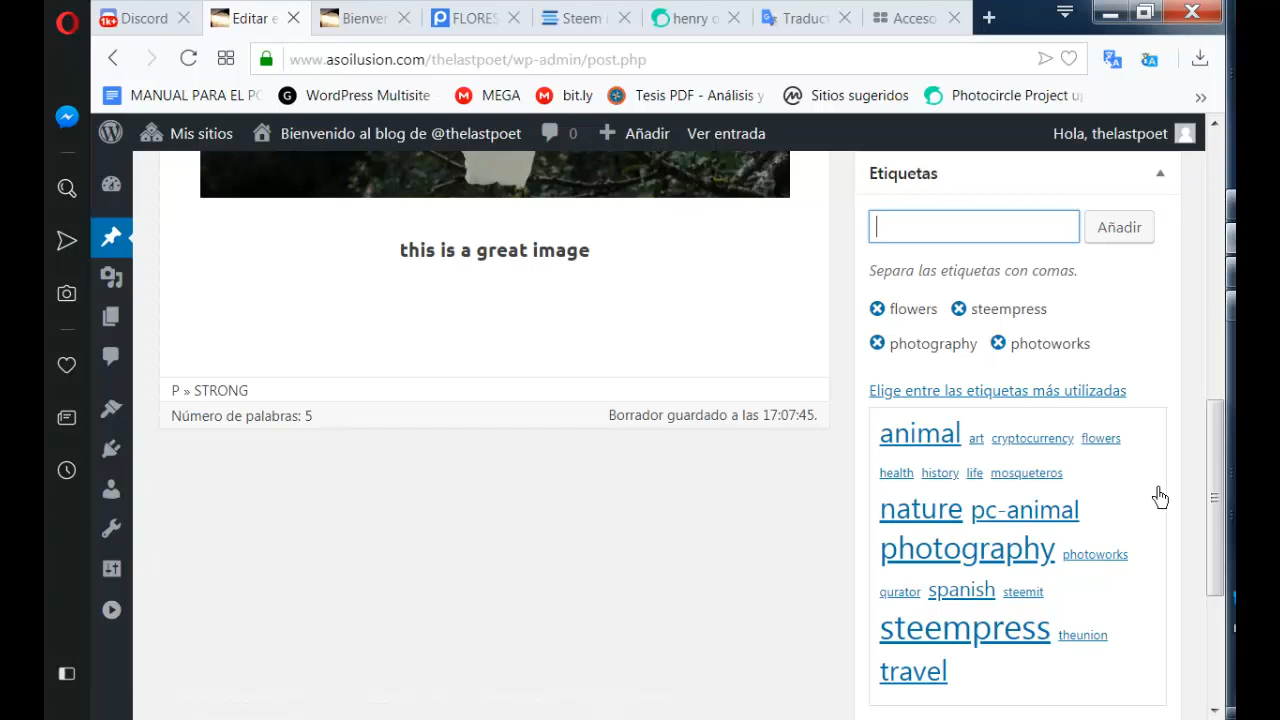 Discord
Editar e
Bienver
FLORES
Steem
henry o
Traduct
Acceso
www.asoilusion.com/thelastpoet/wp-admin/post.php
MANUAL PARA EL PC
WordPress Multisite
MEGA
bit.ly
Tesis PDF - Análisis y
Sitios sugeridos
Photocircle Project up
Mis sitios
Bienvenido al blog de @thelastpoet
0
Añadir
Ver entrada
Hola, thelastpoet
this is a great image
P » STRONG
Número de palabras: 5
Borrador guardado a las 17:07:45.
Etiquetas
Añadir
Separa las etiquetas con comas.
flowers steempress
photography photoworks
Elige entre las etiquetas más utilizadas
animal art cryptocurrency flowers
health history life mosqueteros
nature pc-animal
photography photoworks
qurator spanish steemit
steempress theunion
travel